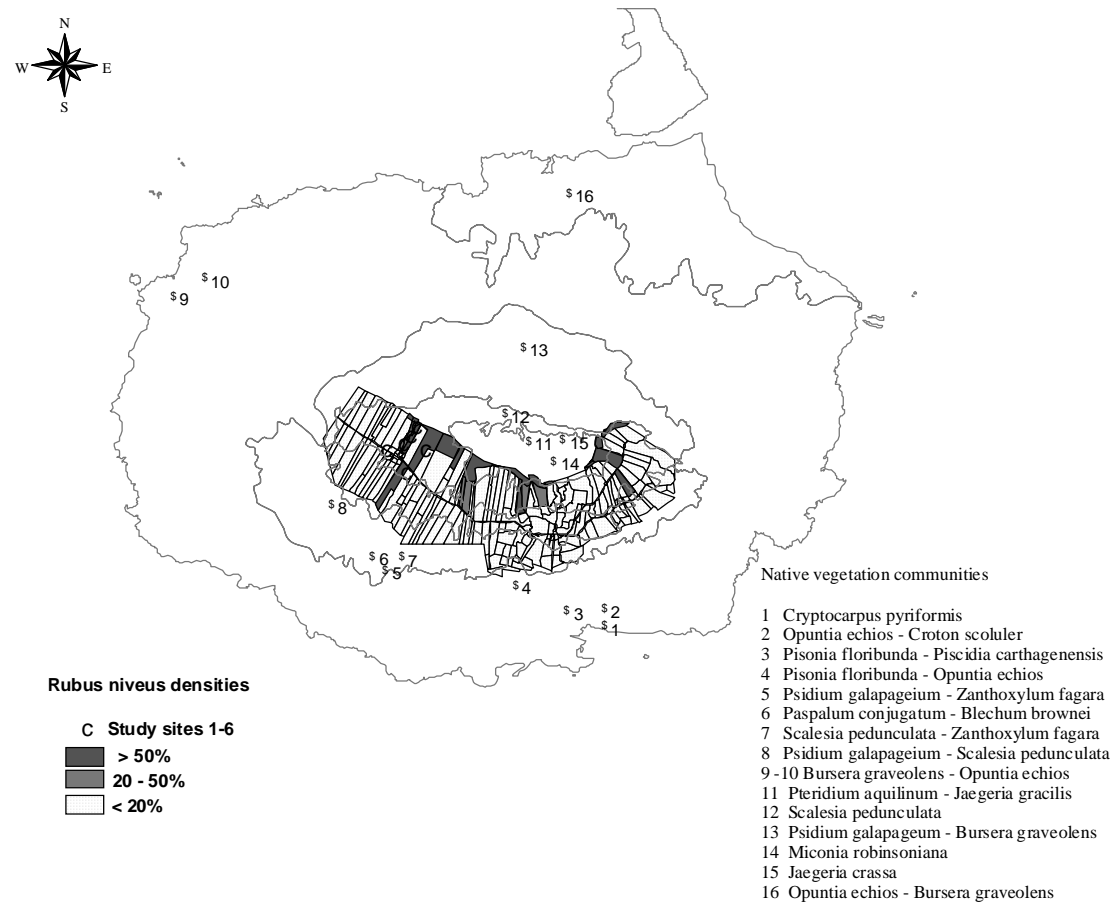 N
W E
S
$ 16
$ 10
$ 9
$ 13
$ 12
$ 11 $ 15
C
$ 14
$ 8
$ 6 $ 7
$ 5
$ 4
$ 3 $ 2
$ 1
Native vegetation communities
1 Cryptocarpus pyriformis
2 Opuntia echios - Croton scoluler
3 Pisonia floribunda - Piscidia carthagenensis
4 Pisonia floribunda - Opuntia echios
5 Psidium galapageium - Zanthoxylum fagara
6 Paspalum conjugatum - Blechum brownei
7 Scalesia pedunculata - Zanthoxylum fagara
8 Psidium galapageium - Scalesia pedunculata
9 -10 Bursera graveolens - Opuntia echios
11 Pteridium aquilinum - Jaegeria gracilis
12 Scalesia pedunculata
13 Psidium galapageum - Bursera graveolens
14 Miconia robinsoniana
15 Jaegeria crassa
16 Opuntia echios - Bursera graveolens
Rubus niveus densities
C Study sites 1-6
> 50%
20 - 50%
< 20%